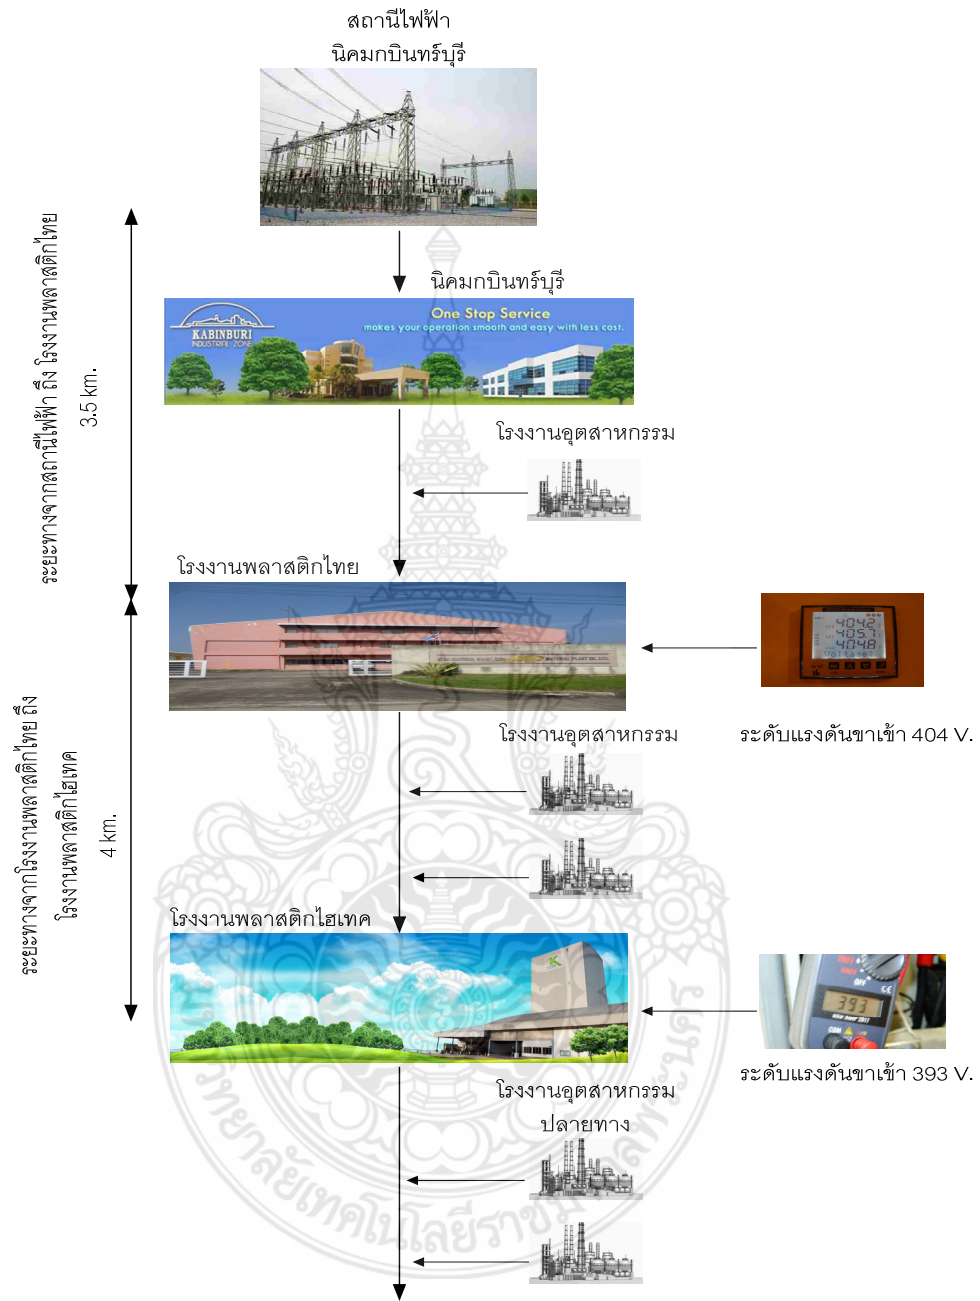 สถานีไฟฟ้า
นิคมกบินทร์บุรี
นิคมกบินทร์บุรี
KABINBURI
INDUSTRIAL ZONE
One Stop Service
makes your operation smooth and easy with less cost.
ระยะทางจากสถานีไฟฟ้า ถึง โรงงานพลาสติกไทย
3.5 km.
โรงงานอุตสาหกรรม
โรงงานพลาสติกไทย
404.2
405.7
404.8
ระดับแรงดันขาเข้า 404 V.
ระยะทางจากโรงงานพลาสติกไทย ถึง
โรงงานพลาสติกไฮเทค
4 km.
โรงงานอุตสาหกรรม
โรงงานพลาสติกไฮเทค
OFF
393
COM
ระดับแรงดันขาเข้า 393 V.
โรงงานอุตสาหกรรม
ปลายทาง